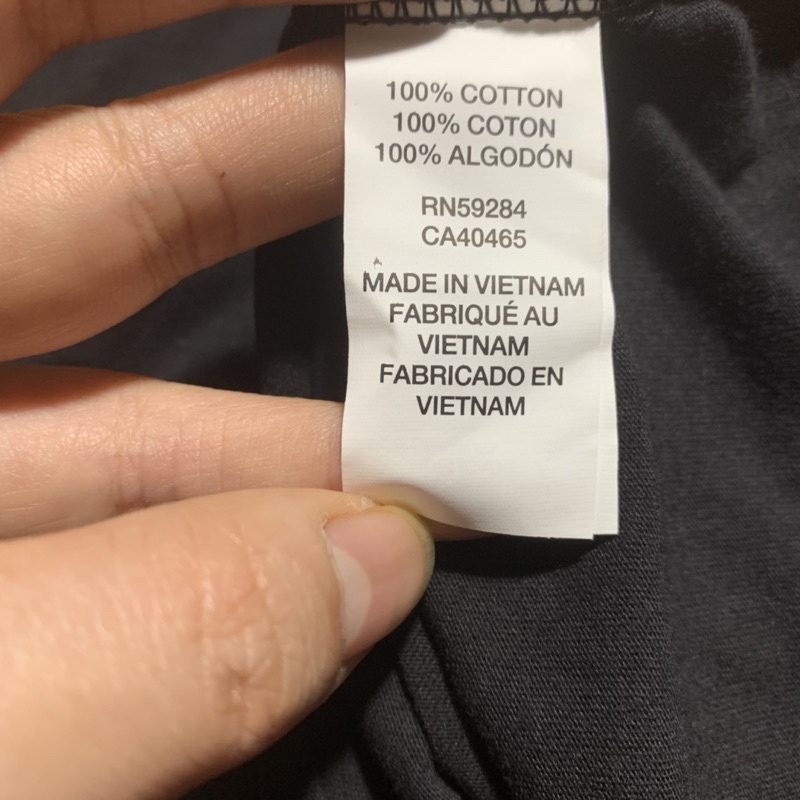 100% COTTON
100% COTON
100% ALGODÓN
RN59284
CA40465
MADE IN VIETNAM
FABRIQUÉ AU
VIETNAM
FABRICADO EN
VIETNAM